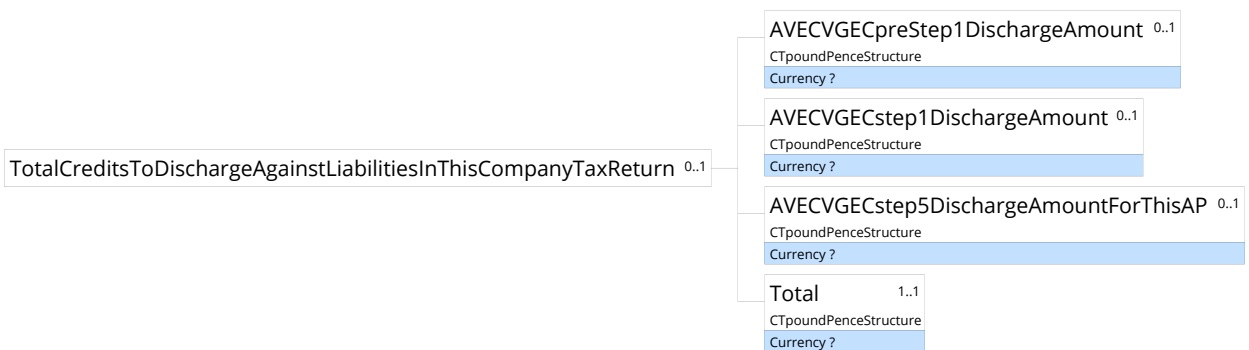 AVECVGECpreStep1DischargeAmount 0..1
CTpoundPenceStructure
Currency ?
AVECVGECstep1DischargeAmount 0..1
CTpoundPenceStructure
Currency ?
TotalCreditsToDischargeAgainstLiabilitiesInThisCompanyTaxReturn 0..1
AVECVGECstep5DischargeAmountForThisAP 0..1
CTpoundPenceStructure
Currency ?
Total 1..1
CTpoundPenceStructure
Currency ?